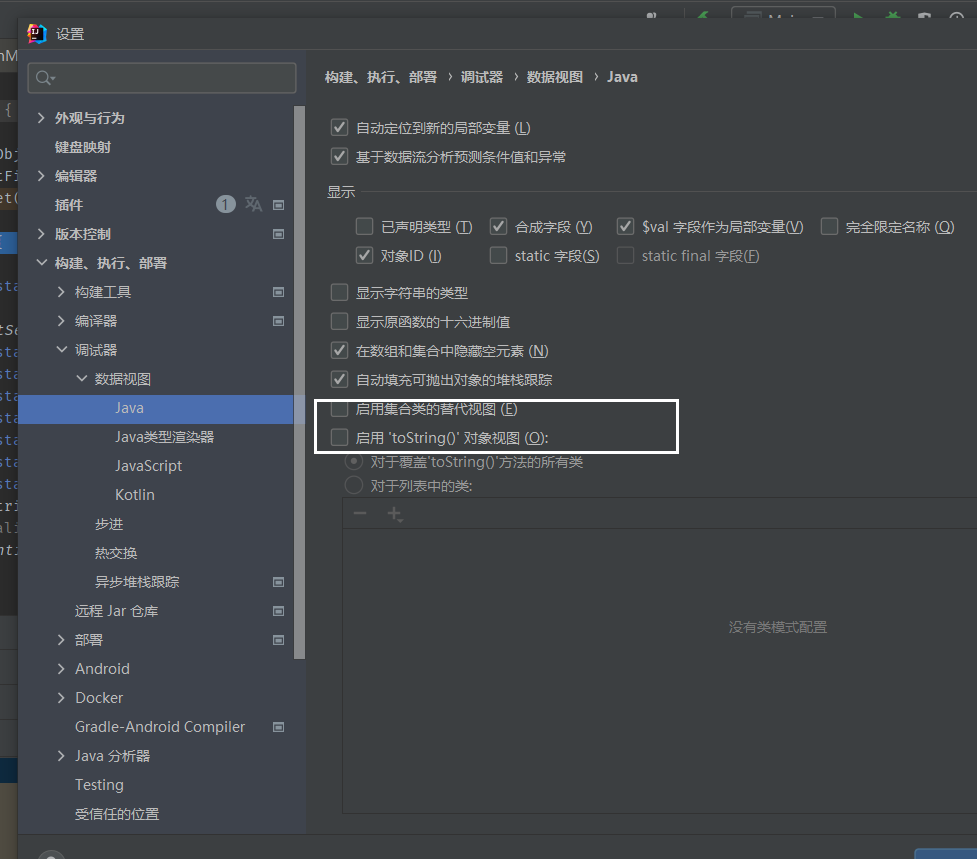 Main
设置
构建、执行、部署 › 调试器 › 数据视图 › Java
外观与行为
键盘映射
编辑器
插件 1
版本控制
构建、执行、部署
构建工具
编译器
调试器
数据视图
Java
Java类型渲染器
JavaScript
Kotlin
步进
热交换
异步堆栈跟踪
远程 Jar 仓库
部署
Android
Docker
Gradle-Android Compiler
Java 分析器
Testing
受信任的位置
自动定位到新的局部变量 (L)
基于数据流分析预测条件值和异常
显示
已声明类型 (T) 合成字段 (Y) $val 字段作为局部变量(V) 完全限定名称 (Q)
对象ID (I) static 字段(S) static final 字段(F)
显示字符串的类型
显示原函数的十六进制值
在数组和集合中隐藏空元素 (N)
自动填充可抛出对象的堆栈跟踪
启用集合类的替代视图 (E)
启用 'toString()' 对象视图 (O):
对于覆盖'toString()'方法的所有类
对于列表中的类:
没有类模式配置